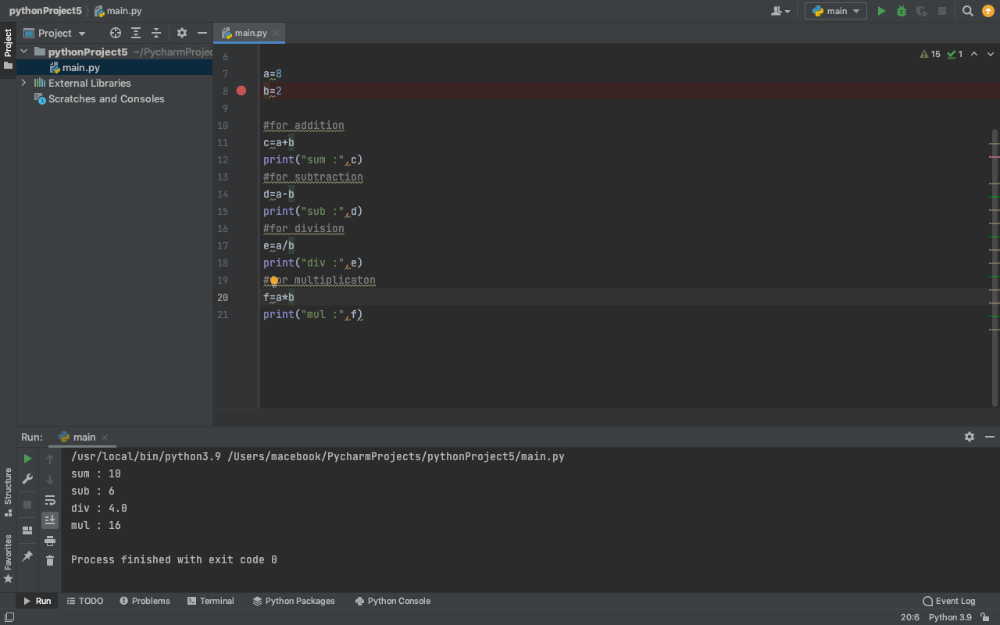 pythonProject5 main.py
main
Project
main.py
15 1
Project
pythonProject5 ~/PycharmProjec
main.py
External Libraries
Scratches and Consoles
6
7 a=8
8 b=2
9
10 #for addition
11 c=a+b
12 print("sum :",c)
13 #for subtraction
14 d=a-b
15 print("sub :",d)
16 #for division
17 e=a/b
18 print("div :",e)
19 #for multiplicaton
20 f=a*b
21 print("mul :",f)
Run: main
/usr/local/bin/python3.9 /Users/macebook/PycharmProjects/pythonProject5/main.py
sum : 10
sub : 6
div : 4.0
mul : 16
Process finished with exit code 0
Structure
Favorites
Run TODO Problems Terminal Python Packages Python Console Event Log
20:6 Python 3.9